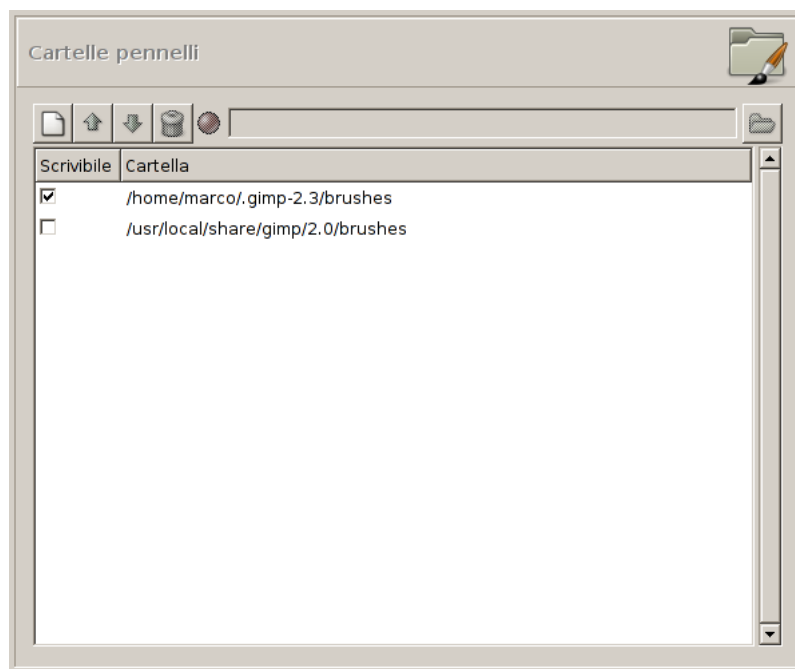 Cartelle pennelli
Scrivibile Cartella
/home/marco/.gimp-2.3/brushes
/usr/local/share/gimp/2.0/brushes